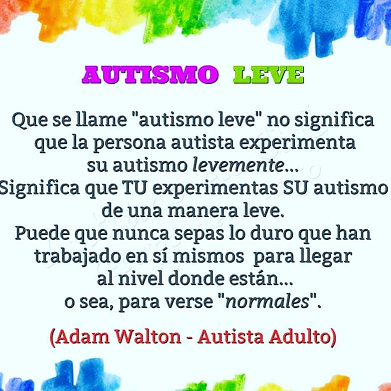 AUTISMO LEVE
Que se llame "autismo leve" no significa
que la persona autista experimenta
su autismo levemente...
Significa que TU experimentas SU autismo
de una manera leve.
Puede que nunca sepas lo duro que han
trabajado en sí mismos para llegar
al nivel donde están...
o sea, para verse "normales".
(Adam Walton - Autista Adulto)